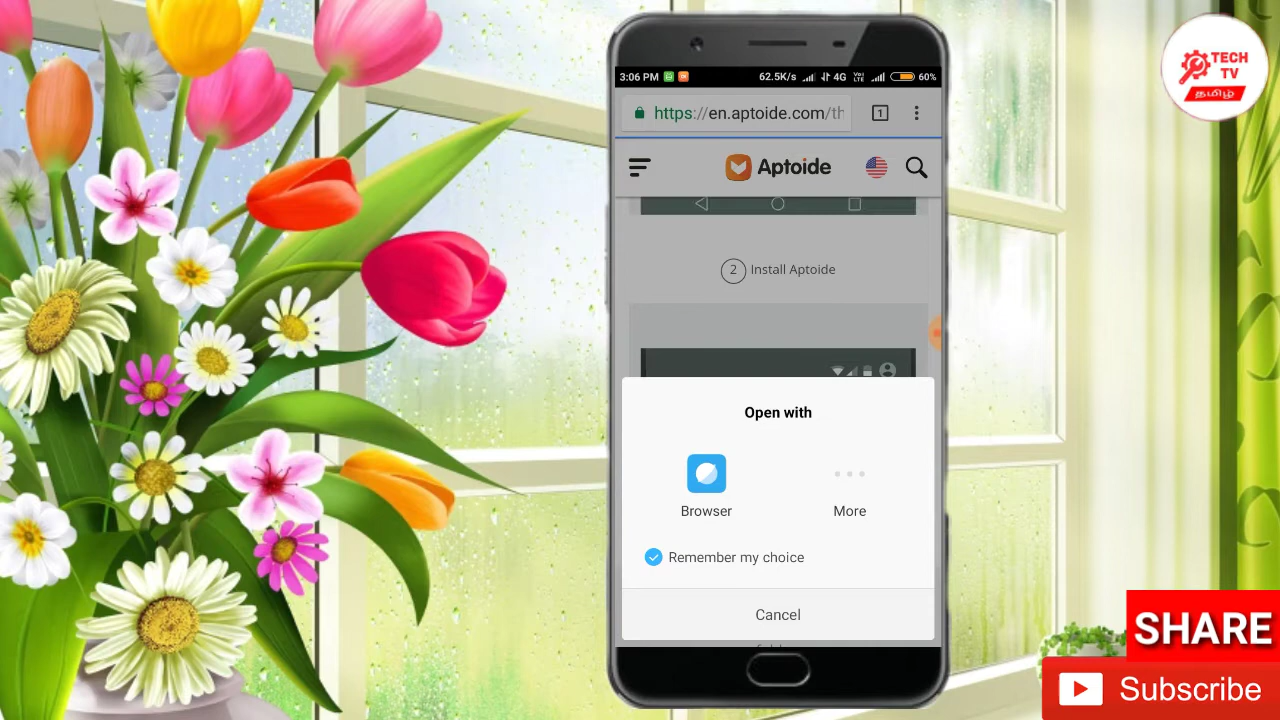 TECH
TV
தமிழ்
3:06 PM 62.5K/s 4G VoLTE 60%
https://en.aptoide.com/th
1
Aptoide
2 Install Aptoide
Open with
Browser More
Remember my choice
Cancel
SHARE
Subscribe